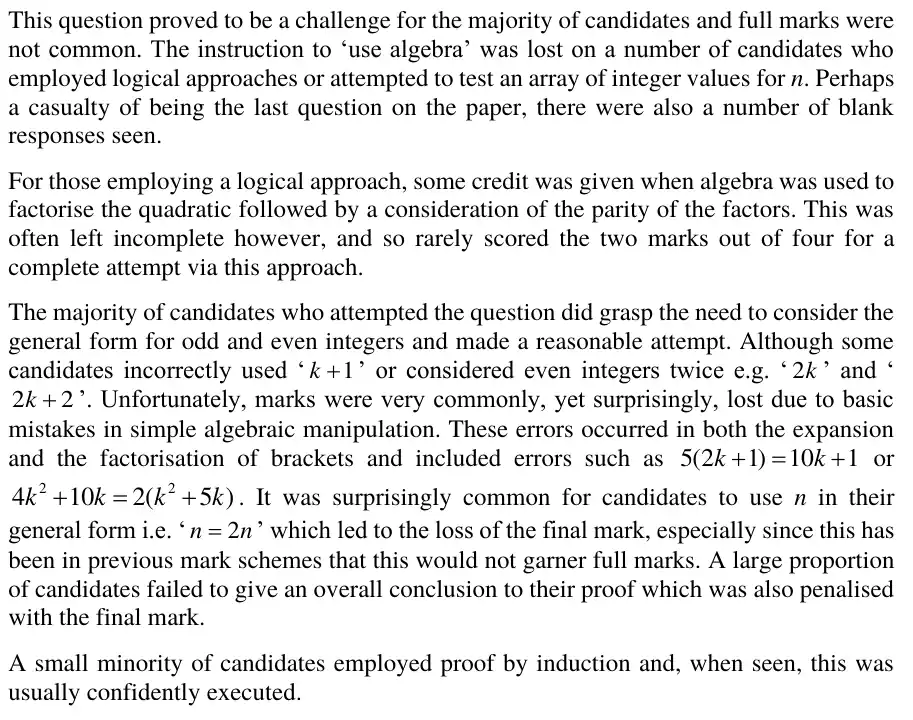 This question proved to be a challenge for the majority of candidates and full marks were
not common. The instruction to ‘use algebra’ was lost on a number of candidates who
employed logical approaches or attempted to test an array of integer values for n. Perhaps
a casualty of being the last question on the paper, there were also a number of blank
responses seen.
For those employing a logical approach, some credit was given when algebra was used to
factorise the quadratic followed by a consideration of the parity of the factors. This was
often left incomplete however, and so rarely scored the two marks out of four for a
complete attempt via this approach.
The majority of candidates who attempted the question did grasp the need to consider the
general form for odd and even integers and made a reasonable attempt. Although some
candidates incorrectly used ‘ k +1 ’ or considered even integers twice e.g. ‘ 2k ’ and ‘
2k + 2 ’. Unfortunately, marks were very commonly, yet surprisingly, lost due to basic
mistakes in simple algebraic manipulation. These errors occurred in both the expansion
and the factorisation of brackets and included errors such as 5(2k +1) = 10k +1 or
4k² +10k = 2(k² + 5k) . It was surprisingly common for candidates to use n in their
general form i.e. ‘ n = 2n ’ which led to the loss of the final mark, especially since this has
been in previous mark schemes that this would not garner full marks. A large proportion
of candidates failed to give an overall conclusion to their proof which was also penalised
with the final mark.
A small minority of candidates employed proof by induction and, when seen, this was
usually confidently executed.